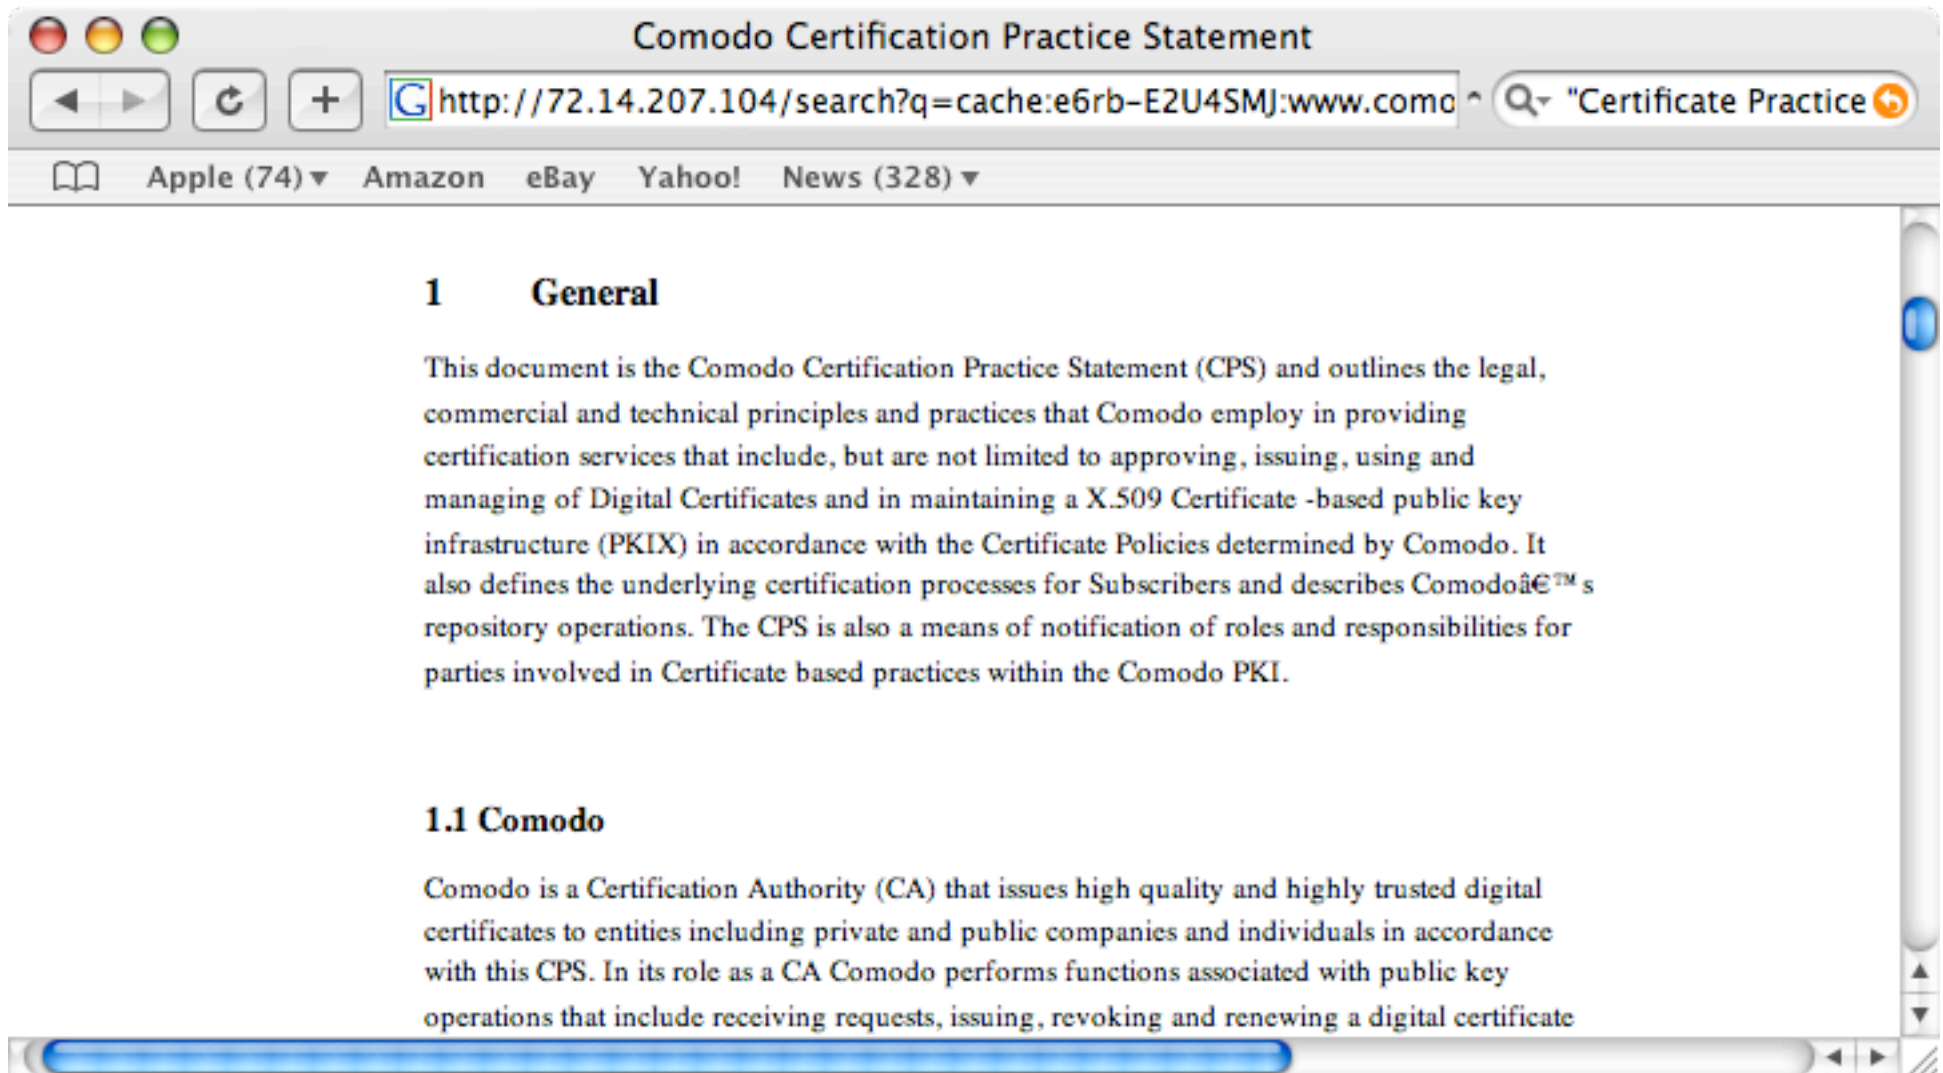 Comodo Certification Practice Statement
http://72.14.207.104/search?q=cache:e6rb-E2U4SMJ:www.como
"Certificate Practice
Apple (74) Amazon eBay Yahoo! News (328)
1 General
This document is the Comodo Certification Practice Statement (CPS) and outlines the legal,
commercial and technical principles and practices that Comodo employ in providing
certification services that include, but are not limited to approving, issuing, using and
managing of Digital Certificates and in maintaining a X.509 Certificate -based public key
infrastructure (PKIX) in accordance with the Certificate Policies determined by Comodo. It
also defines the underlying certification processes for Subscribers and describes Comodoâ€™s
repository operations. The CPS is also a means of notification of roles and responsibilities for
parties involved in Certificate based practices within the Comodo PKI.
1.1 Comodo
Comodo is a Certification Authority (CA) that issues high quality and highly trusted digital
certificates to entities including private and public companies and individuals in accordance
with this CPS. In its role as a CA Comodo performs functions associated with public key
operations that include receiving requests, issuing, revoking and renewing a digital certificate